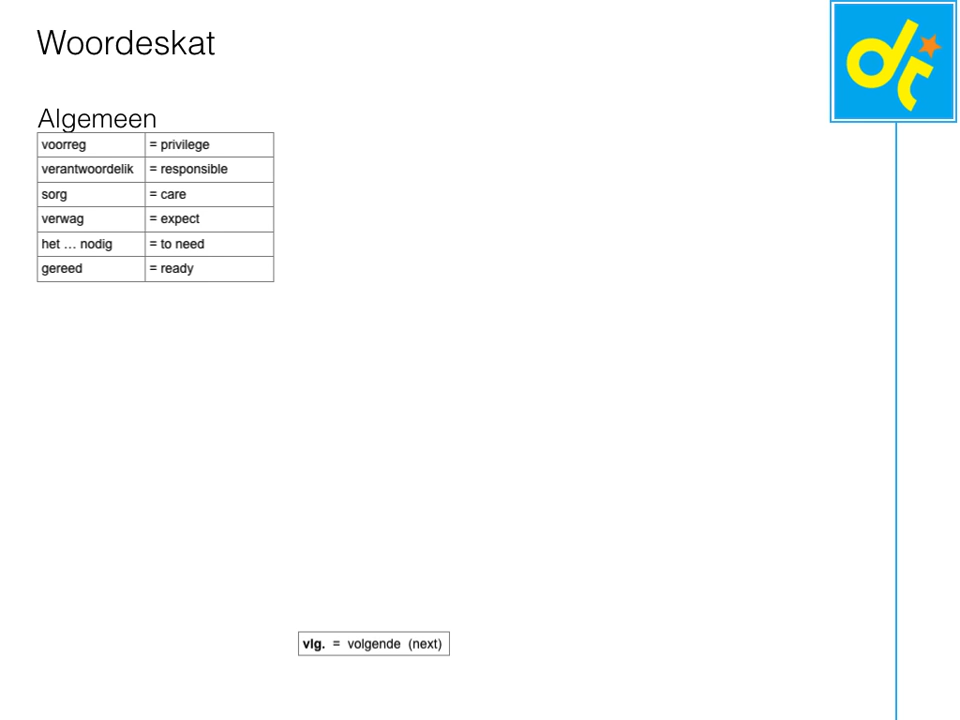 Woordeskat
Algemeen
voorreg = privilege
verantwoordelik = responsible
sorg = care
verwag = expect
het … nodig = to need
gereed = ready
vlg. = volgende (next)